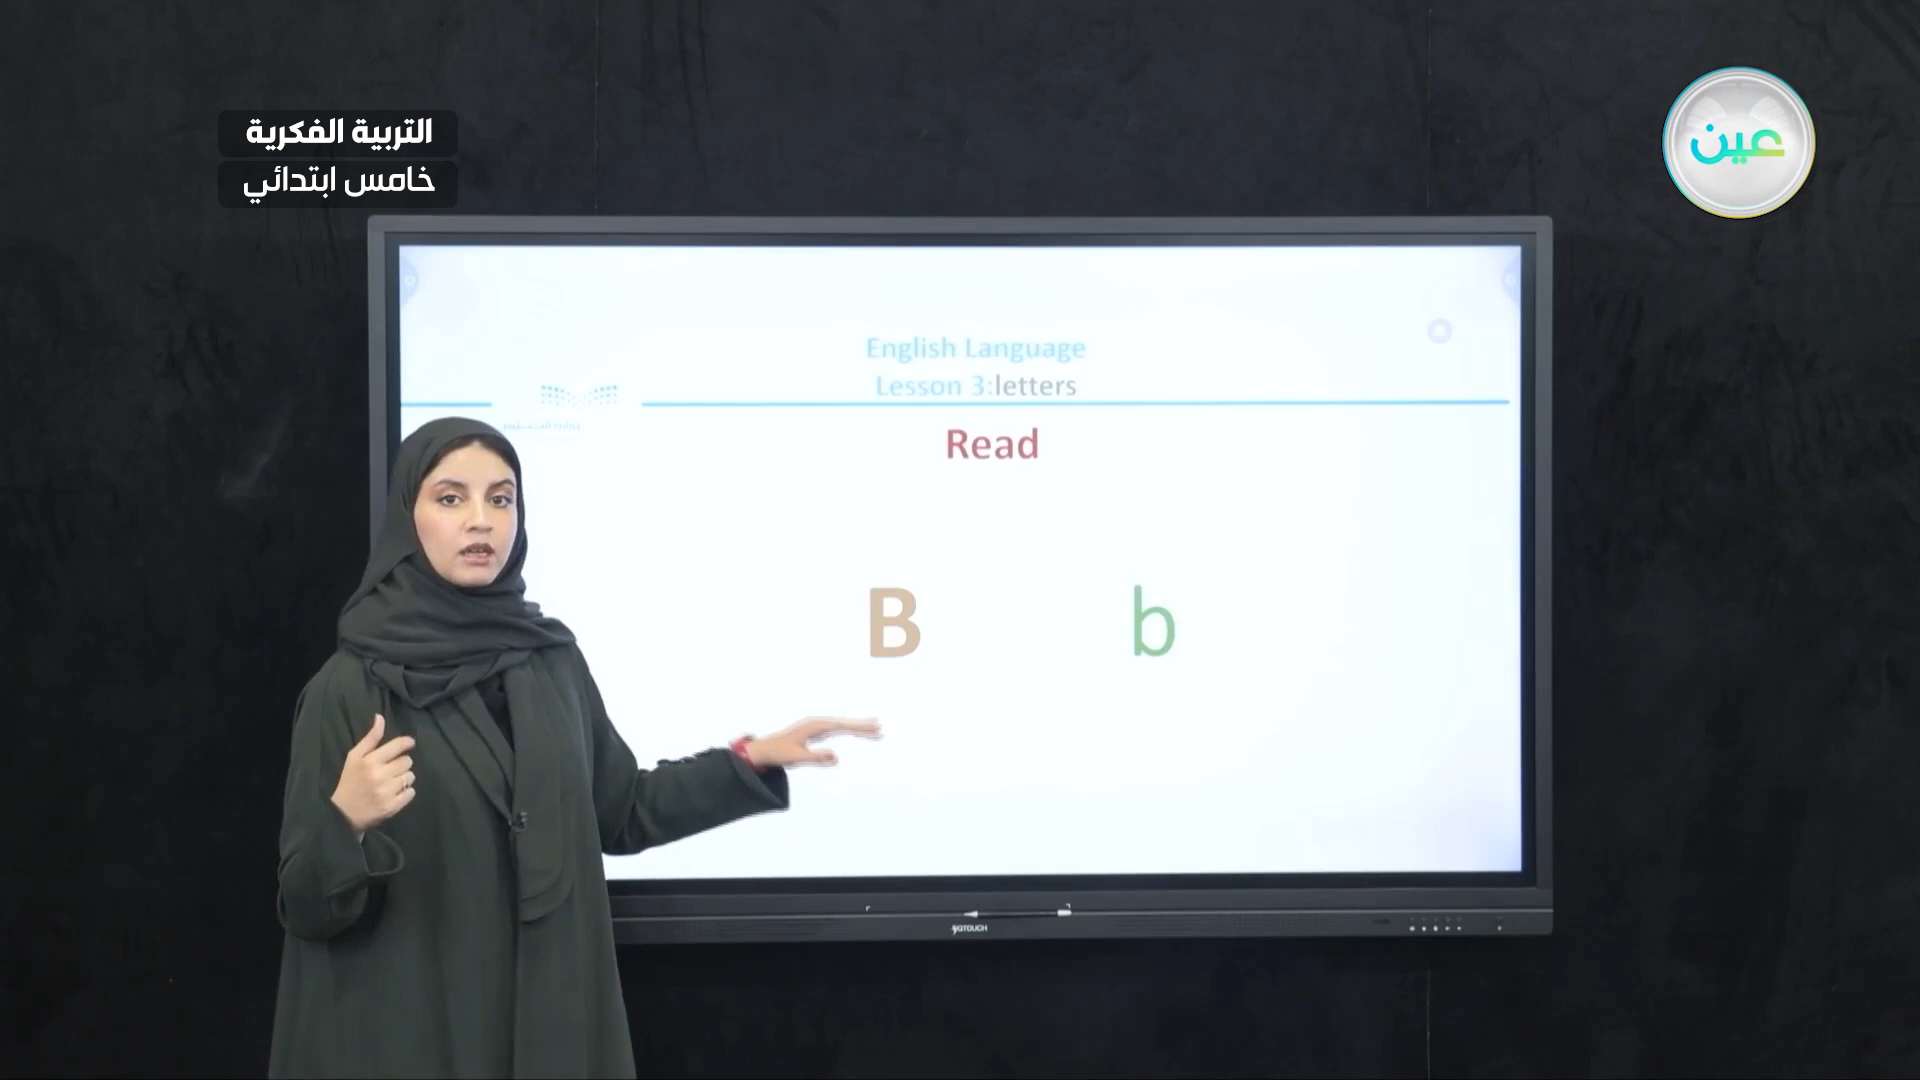 التربية الفكرية
خامس ابتدائي
عين
English Language
Lesson 3:letters
Read
B b